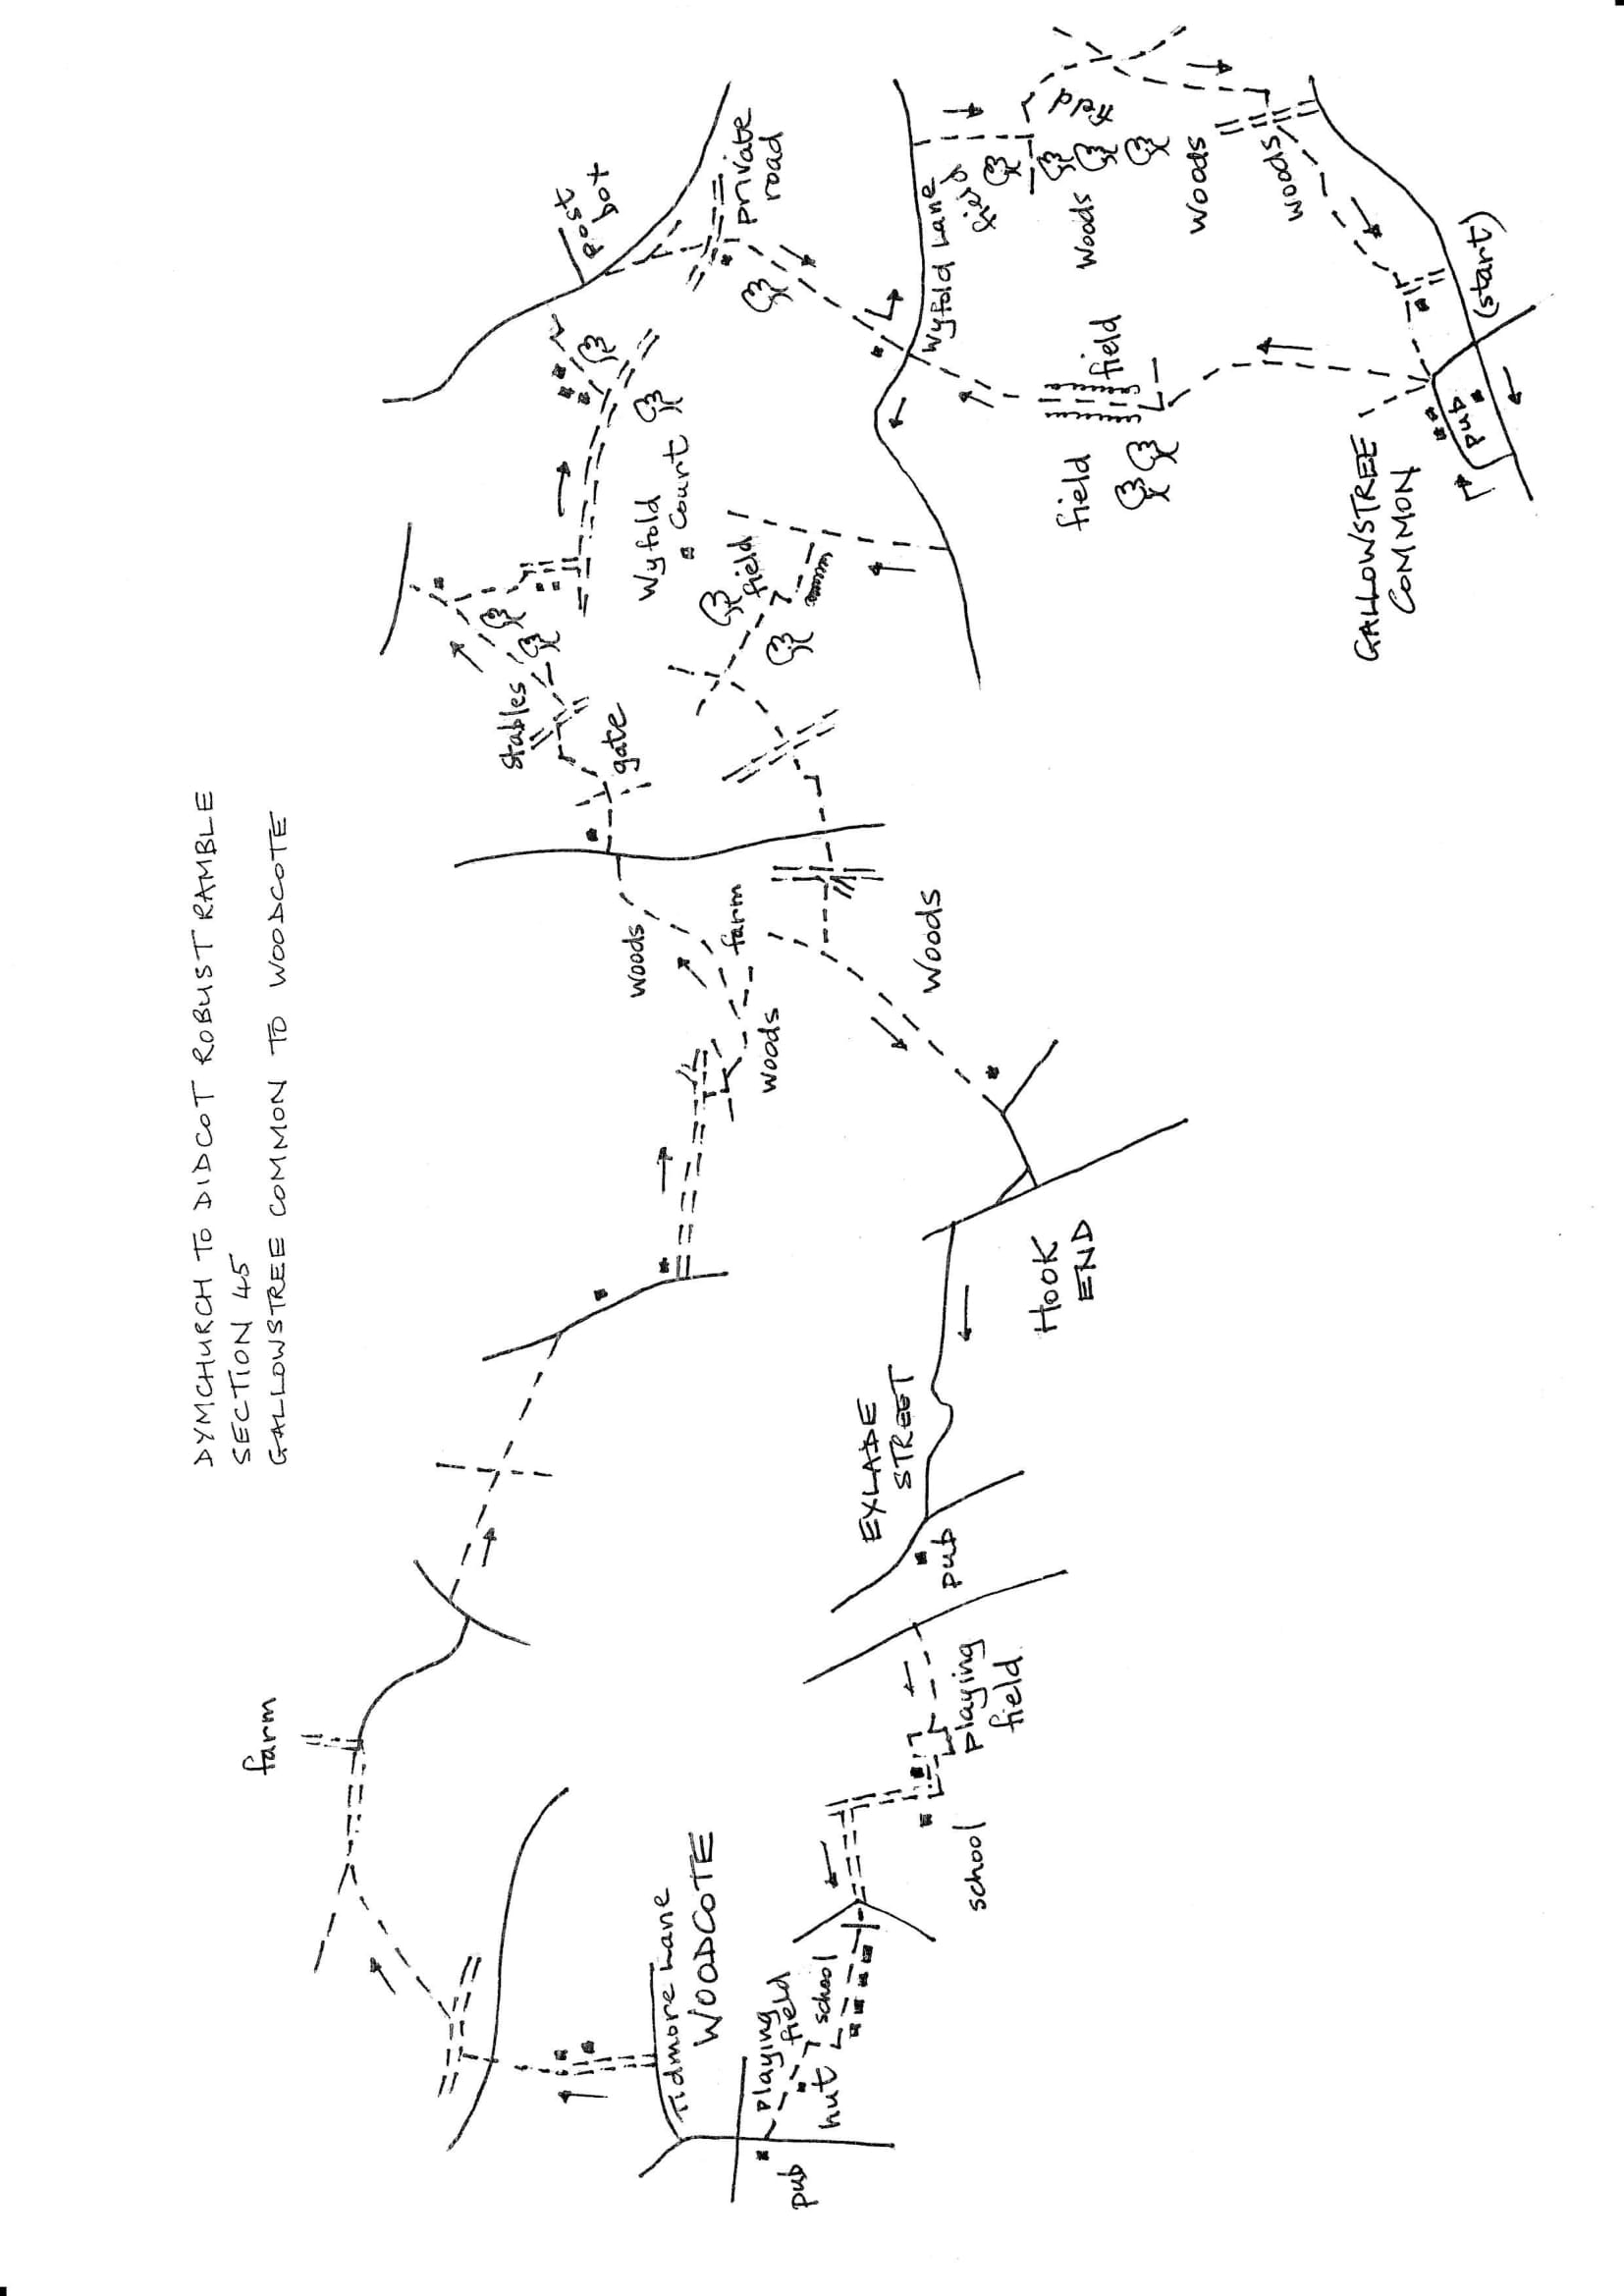 DYMCHURCH TO DIDCOT ROBUST RAMBLE
SECTION 45
GALLOWSTREE COMMON TO WOODCOTE
farm
stables
gate
post
box
woods
Wyfold
Court
Tidmore Lane
WOODCOTE
farm
woods
field
private
road
playing
field
pub
hut
school
EXLADE
STREET
pub
woods
school
playing
field
Wyfold Lane
field
HOOK
END
field
field
woods
field
woods
woods
GALLOWSTREE
COMMON
pub
(start)